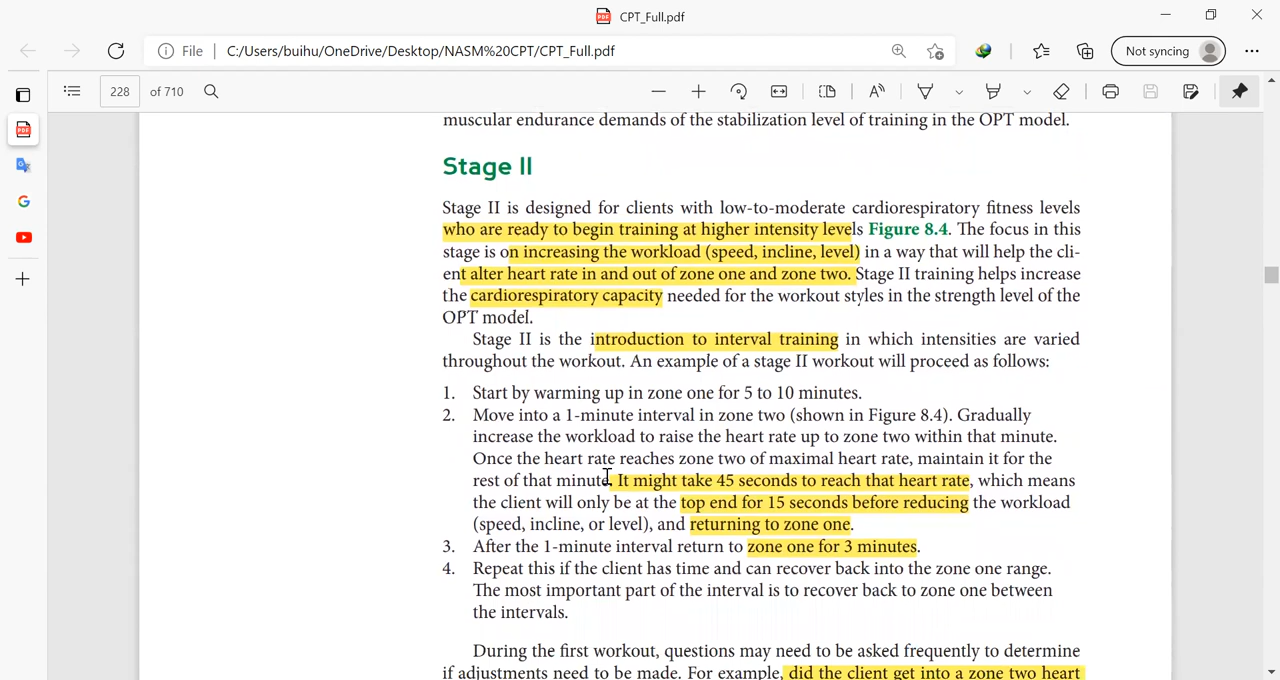 CPT_Full.pdf
File | C:/Users/buihu/OneDrive/Desktop/NASM%20CPT/CPT_Full.pdf
Not syncing
228 of 710
muscular endurance demands of the stabilization level of training in the OPT model.
Stage II
Stage II is designed for clients with low-to-moderate cardiorespiratory fitness levels
who are ready to begin training at higher intensity levels Figure 8.4. The focus in this
stage is on increasing the workload (speed, incline, level) in a way that will help the cli-
ent alter heart rate in and out of zone one and zone two. Stage II training helps increase
the cardiorespiratory capacity needed for the workout styles in the strength level of the
OPT model.
Stage II is the introduction to interval training in which intensities are varied
throughout the workout. An example of a stage II workout will proceed as follows:
1. Start by warming up in zone one for 5 to 10 minutes.
2. Move into a 1-minute interval in zone two (shown in Figure 8.4). Gradually
increase the workload to raise the heart rate up to zone two within that minute.
Once the heart rate reaches zone two of maximal heart rate, maintain it for the
rest of that minute. It might take 45 seconds to reach that heart rate, which means
the client will only be at the top end for 15 seconds before reducing the workload
(speed, incline, or level), and returning to zone one.
3. After the 1-minute interval return to zone one for 3 minutes.
4. Repeat this if the client has time and can recover back into the zone one range.
The most important part of the interval is to recover back to zone one between
the intervals.
During the first workout, questions may need to be asked frequently to determine
if adjustments need to be made. For example, did the client get into a zone two heart